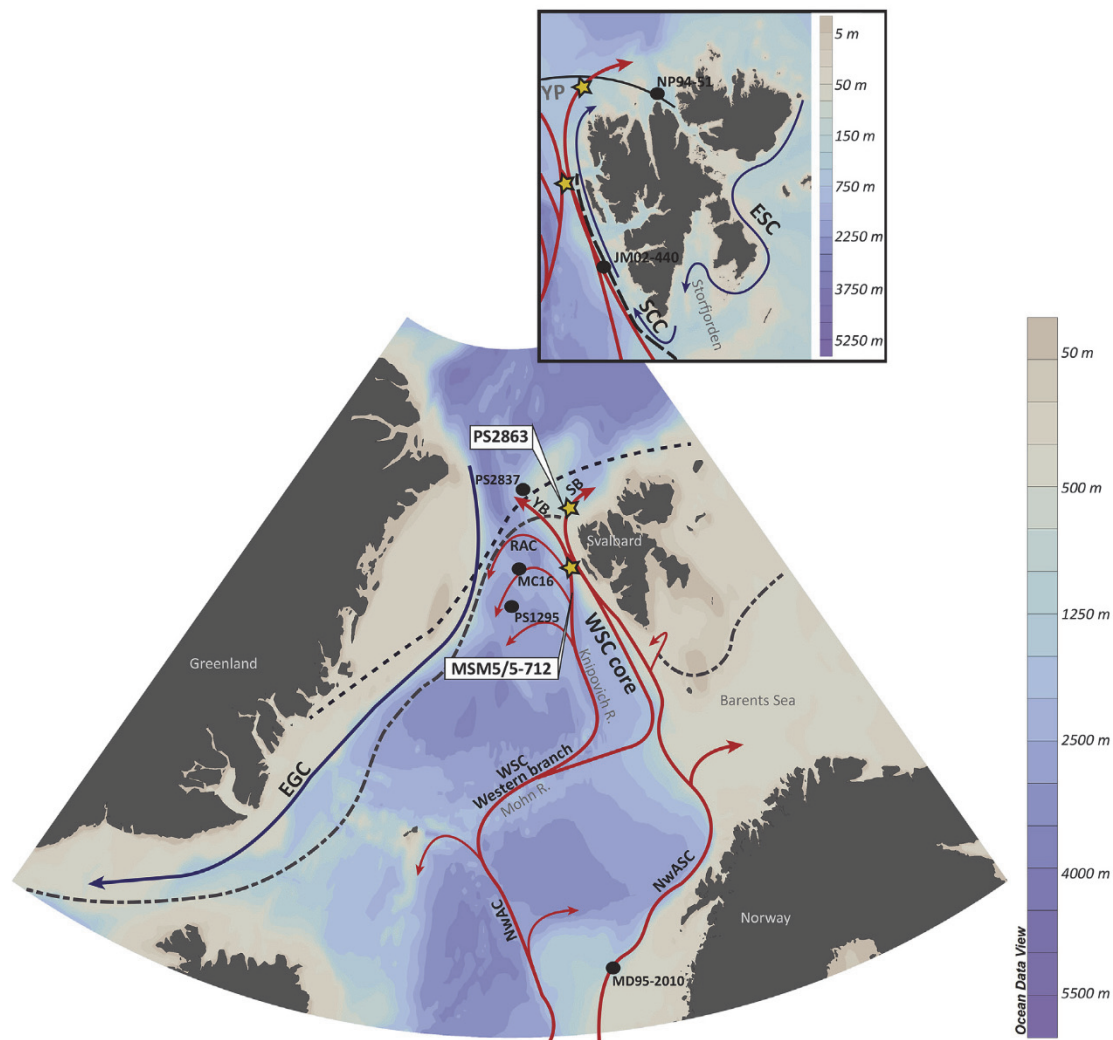 5 m
50 m
150 m
750 m
2250 m
3750 m
5250 m
YP
NP94-51
ESC
JM02-440
SCC
Storfjorden
50 m
500 m
1250 m
2500 m
4000 m
5500 m
Ocean Data View
PS2863
PS2837
SB
YB
Svalbard
RAC
MC16
PS1295
WSC core
MSM5/5-712
Knipovich R.
Greenland
Barents Sea
EGC
WSC
Western branch
Mohn R.
NwASC
NwAC
Norway
MD95-2010